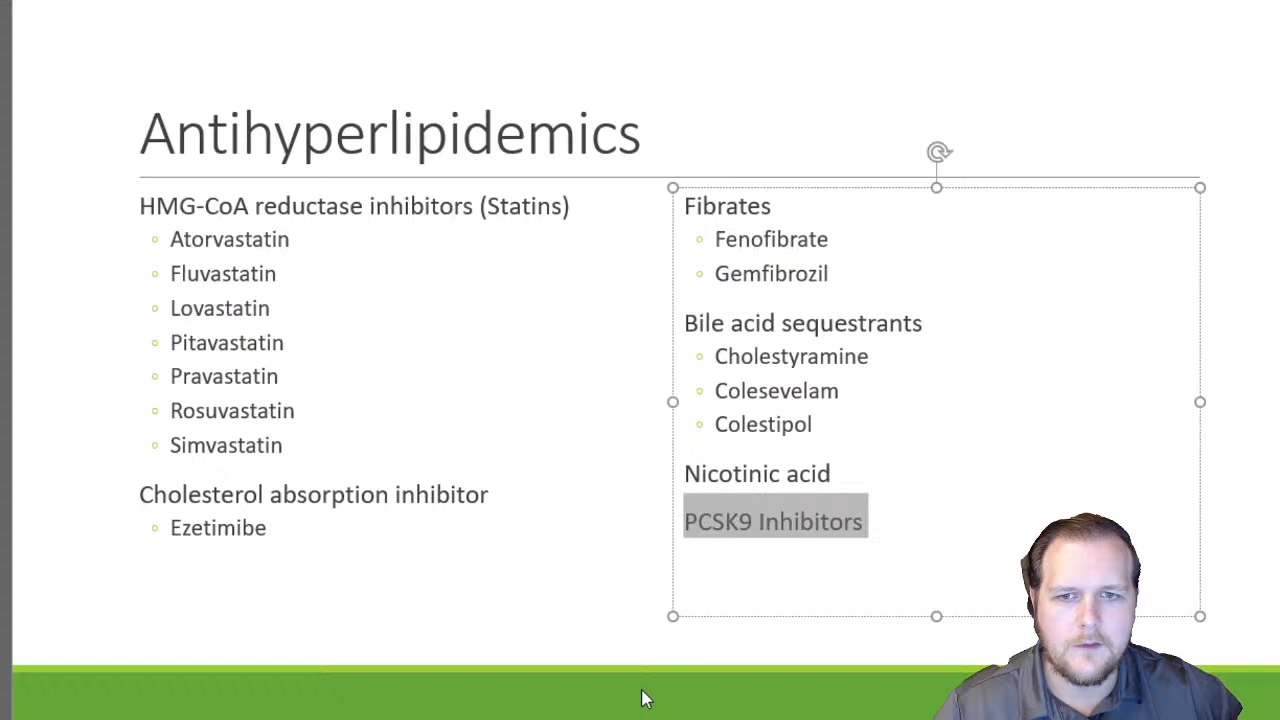 Antihyperlipidemics
HMG-CoA reductase inhibitors (Statins)
Atorvastatin
Fluvastatin
Lovastatin
Pitavastatin
Pravastatin
Rosuvastatin
Simvastatin
Cholesterol absorption inhibitor
Ezetimibe
Fibrates
Fenofibrate
Gemfibrozil
Bile acid sequestrants
Cholestyramine
Colesevelam
Colestipol
Nicotinic acid
PCSK9 Inhibitors